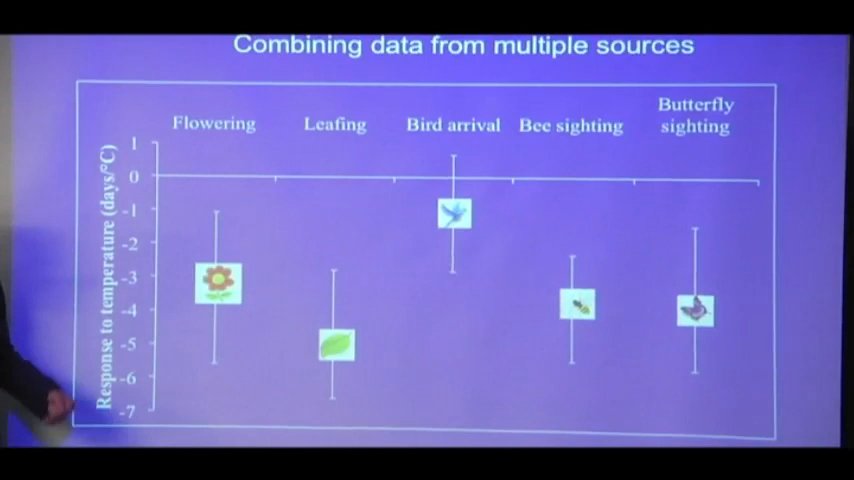 Combining data from multiple sources
Flowering
Leafing
Bird arrival
Bee sighting
Butterfly
sighting
Response to temperature (days/°C)
1
0
-1
-2
-3
-4
-5
-6
-7